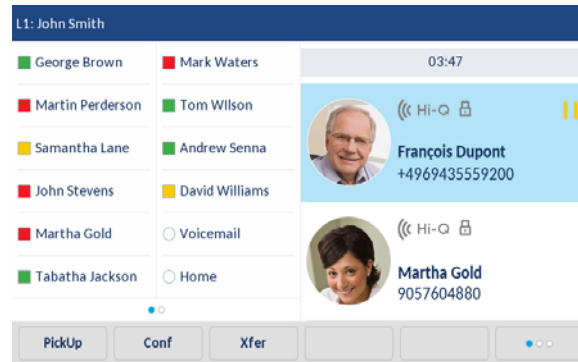 L1: John Smith
George Brown
Mark Waters
Martin Perderson
Tom WIlson
Samantha Lane
Andrew Senna
John Stevens
David Williams
Martha Gold
Voicemail
Tabatha Jackson
Home
03:47
Hi-Q
François Dupont
+4969435559200
Hi-Q
Martha Gold
9057604880
PickUp Conf Xfer